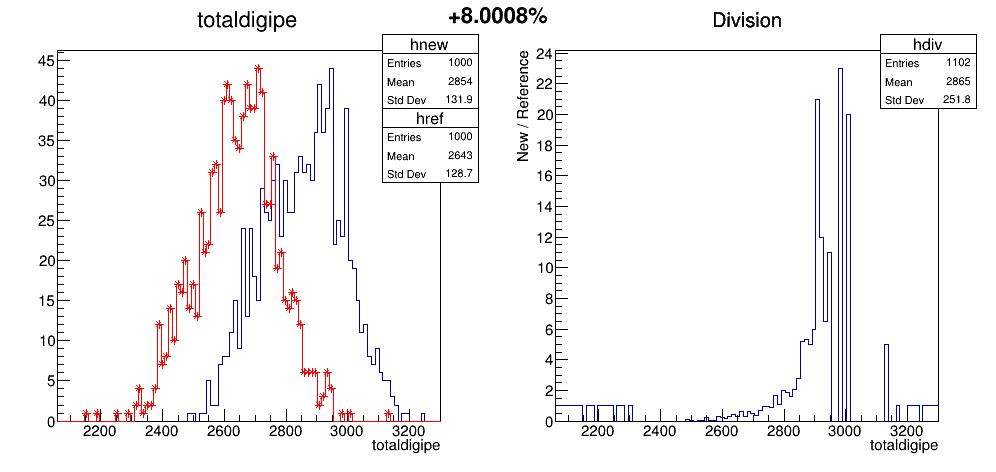 +8.0008%
totaldigipe
hnew
Entries 1000
Mean 2854
Std Dev 131.9
href
Entries 1000
Mean 2643
Std Dev 128.7
45
40
35
30
25
20
15
10
5
0
2200 2400 2600 2800 3000 3200
totaldigipe
Division
hdiv
Entries 1102
Mean 2865
Std Dev 251.8
New / Reference
24
22
20
18
16
14
12
10
8
6
4
2
0
2200 2400 2600 2800 3000 3200
totaldigipe